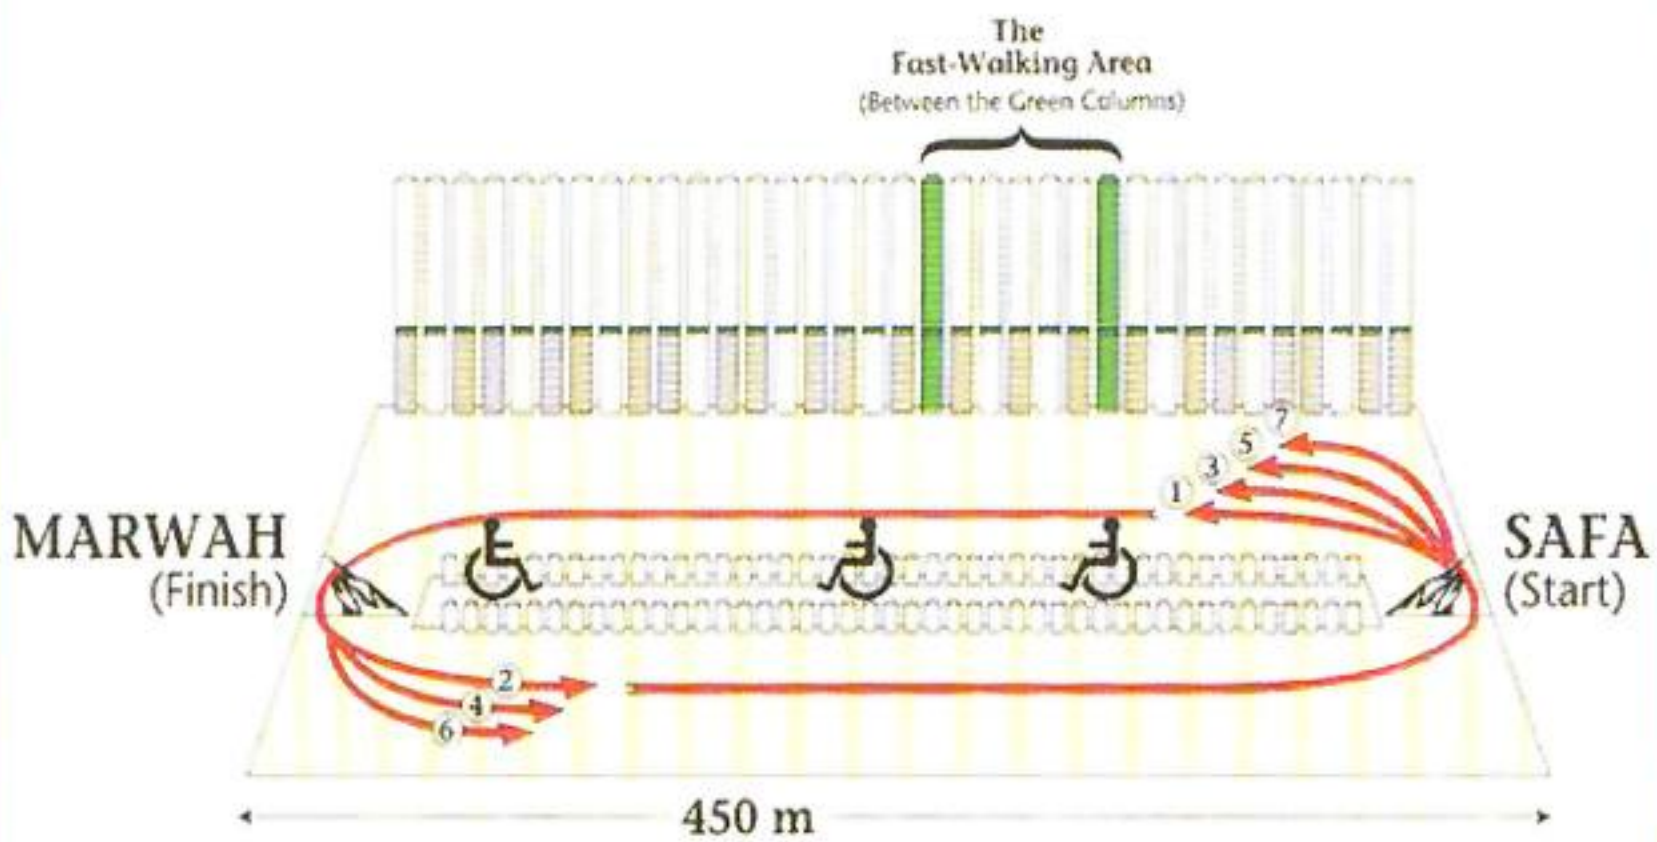 The
Fast-Walking Area
(Between the Green Columns)
7
5
3
1
MARWAH
(Finish)
SAFA
(Start)
2
4
6
450 m